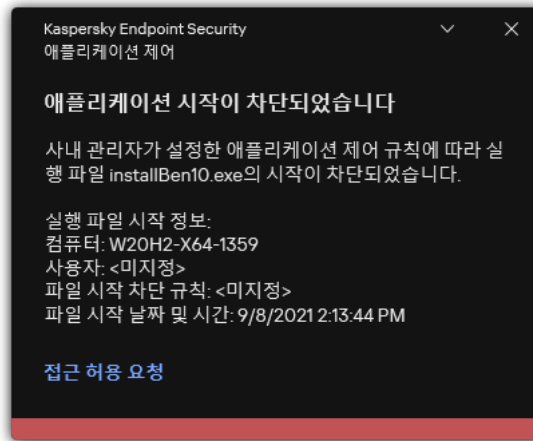 Kaspersky Endpoint Security
애플리케이션 제어
애플리케이션 시작이 차단되었습니다
사내 관리자가 설정한 애플리케이션 제어 규칙에 따라 실
행 파일 installBen10.exe의 시작이 차단되었습니다.
실행 파일 시작 정보:
컴퓨터: W20H2-X64-1359
사용자: <미지정>
파일 시작 차단 규칙: <미지정>
파일 시작 날짜 및 시간: 9/8/2021 2:13:44 PM
접근 허용 요청